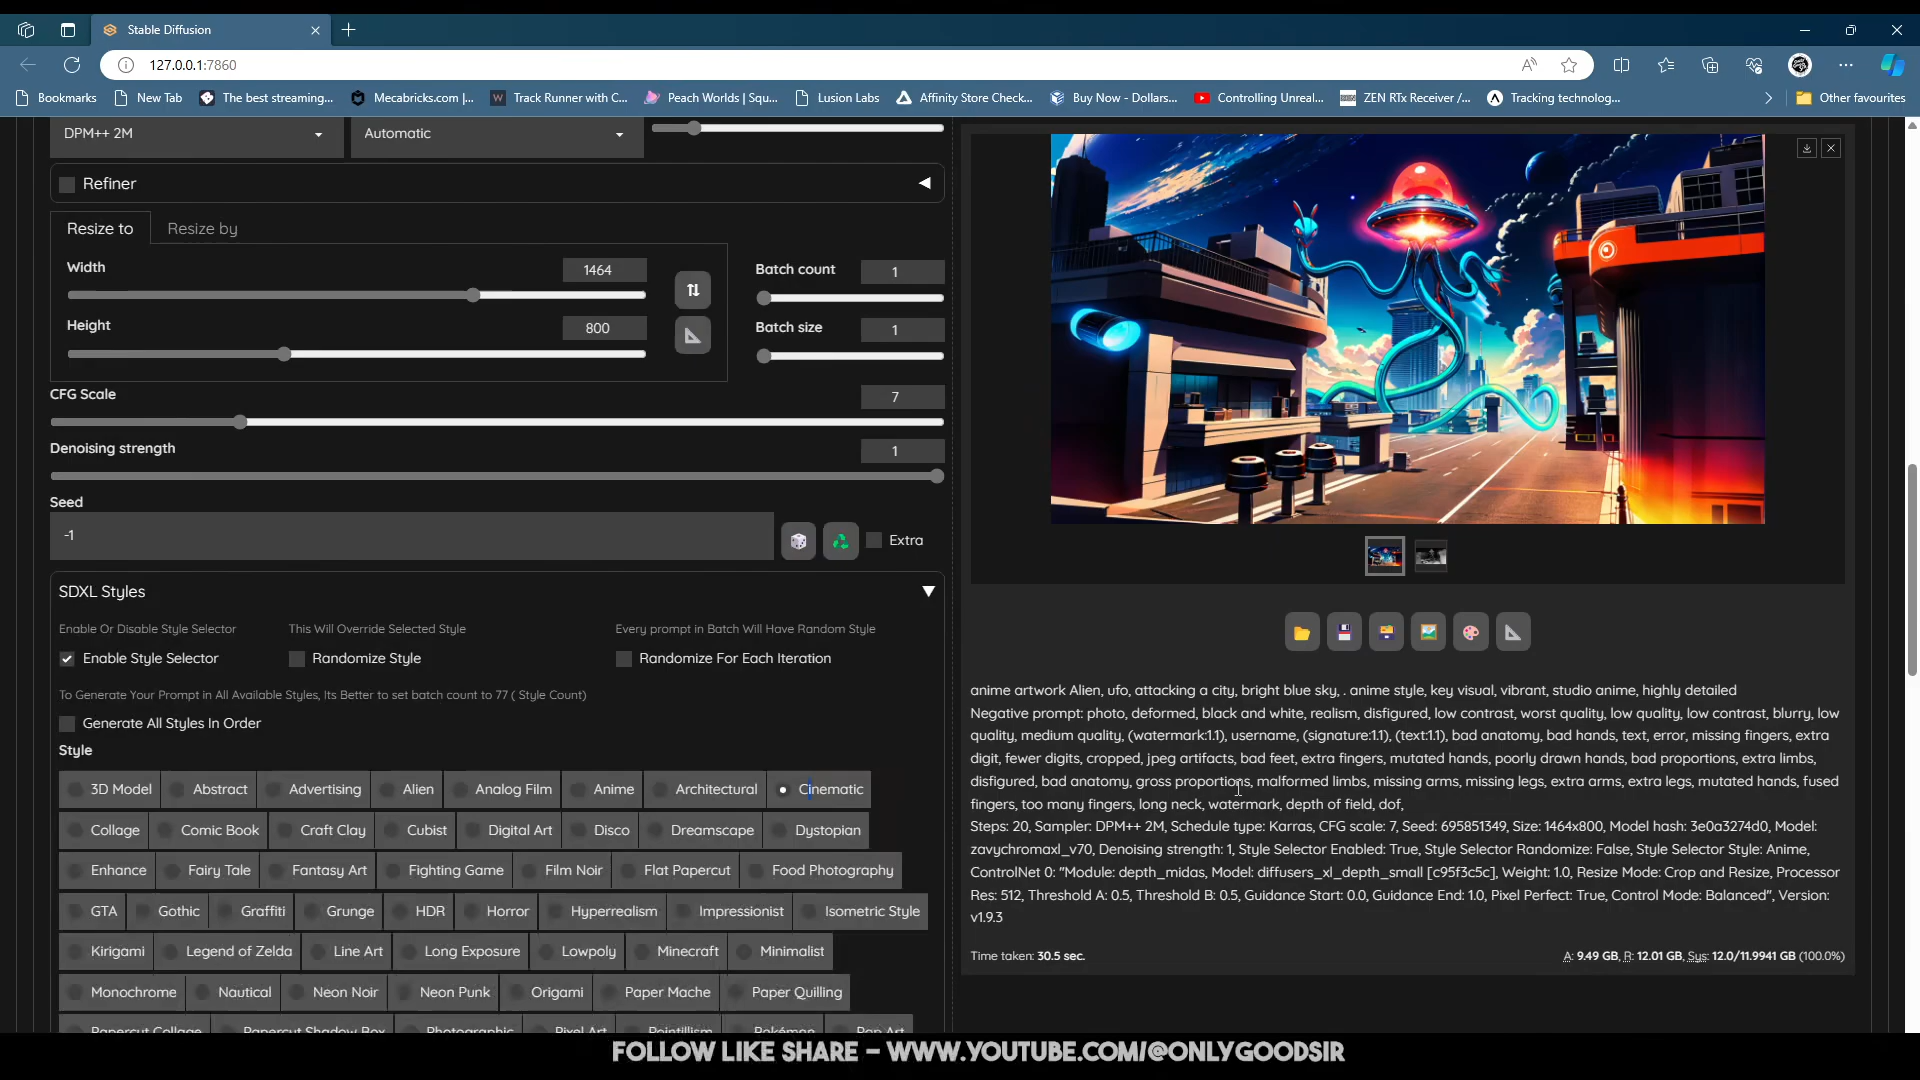 Stable Diffusion
127.0.0.1:7860
Bookmarks
New Tab
The best streaming...
Mecabricks.com |...
Track Runner with C...
Peach Worlds | Squ...
Lusion Labs
Affinity Store Check...
Buy Now - Dollars...
Controlling Unreal...
ZEN RTx Receiver /...
Tracking technolog...
Other favourites
DPM++ 2M
Automatic
Refiner
Resize to
Resize by
Width
1464
Height
800
Batch count
1
Batch size
1
CFG Scale
7
Denoising strength
1
Seed
-1
Extra
SDXL Styles
Enable Or Disable Style Selector
This Will Override Selected Style
Every prompt in Batch Will Have Random Style
Enable Style Selector
Randomize Style
Randomize For Each Iteration
To Generate Your Prompt in All Available Styles, Its Better to set batch count to 77 ( Style Count)
Generate All Styles In Order
Style
3D Model Abstract Advertising Alien Analog Film Anime Architectural Cinematic
Collage Comic Book Craft Clay Cubist Digital Art Disco Dreamscape Dystopian
Enhance Fairy Tale Fantasy Art Fighting Game Film Noir Flat Papercut Food Photography
GTA Gothic Graffiti Grunge HDR Horror Hyperrealism Impressionist Isometric Style
Kirigami Legend of Zelda Line Art Long Exposure Lowpoly Minecraft Minimalist
Monochrome Nautical Neon Noir Neon Punk Origami Paper Mache Paper Quilling
Papercut Collage Papercut Shadow Box Photographic Pixel Art Pointillism Pokémon Pop Art
anime artwork Alien, ufo, attacking a city, bright blue sky, . anime style, key visual, vibrant, studio anime, highly detailed
Negative prompt: photo, deformed, black and white, realism, disfigured, low contrast, worst quality, low quality, low contrast, blurry, low
quality, medium quality, (watermark:1.1), username, (signature:1.1), (text:1.1), bad anatomy, bad hands, text, error, missing fingers, extra
digit, fewer digits, cropped, jpeg artifacts, bad feet, extra fingers, mutated hands, poorly drawn hands, bad proportions, extra limbs,
disfigured, bad anatomy, gross proportions, malformed limbs, missing arms, missing legs, extra arms, extra legs, mutated hands, fused
fingers, too many fingers, long neck, watermark, depth of field, dof,
Steps: 20, Sampler: DPM++ 2M, Schedule type: Karras, CFG scale: 7, Seed: 695851349, Size: 1464x800, Model hash: 3e0a3274d0, Model:
zavychromaxl_v70, Denoising strength: 1, Style Selector Enabled: True, Style Selector Randomize: False, Style Selector Style: Anime,
ControlNet 0: "Module: depth_midas, Model: diffusers_xl_depth_small [c95f3c5c], Weight: 1.0, Resize Mode: Crop and Resize, Processor
Res: 512, Threshold A: 0.5, Threshold B: 0.5, Guidance Start: 0.0, Guidance End: 1.0, Pixel Perfect: True, Control Mode: Balanced", Version:
v1.9.3
Time taken: 30.5 sec.
A: 9.49 GB, R: 12.01 GB, Sys: 12.0/11.9941 GB (100.0%)
FOLLOW LIKE SHARE – WWW.YOUTUBE.COM/@ONLYGOODSIR